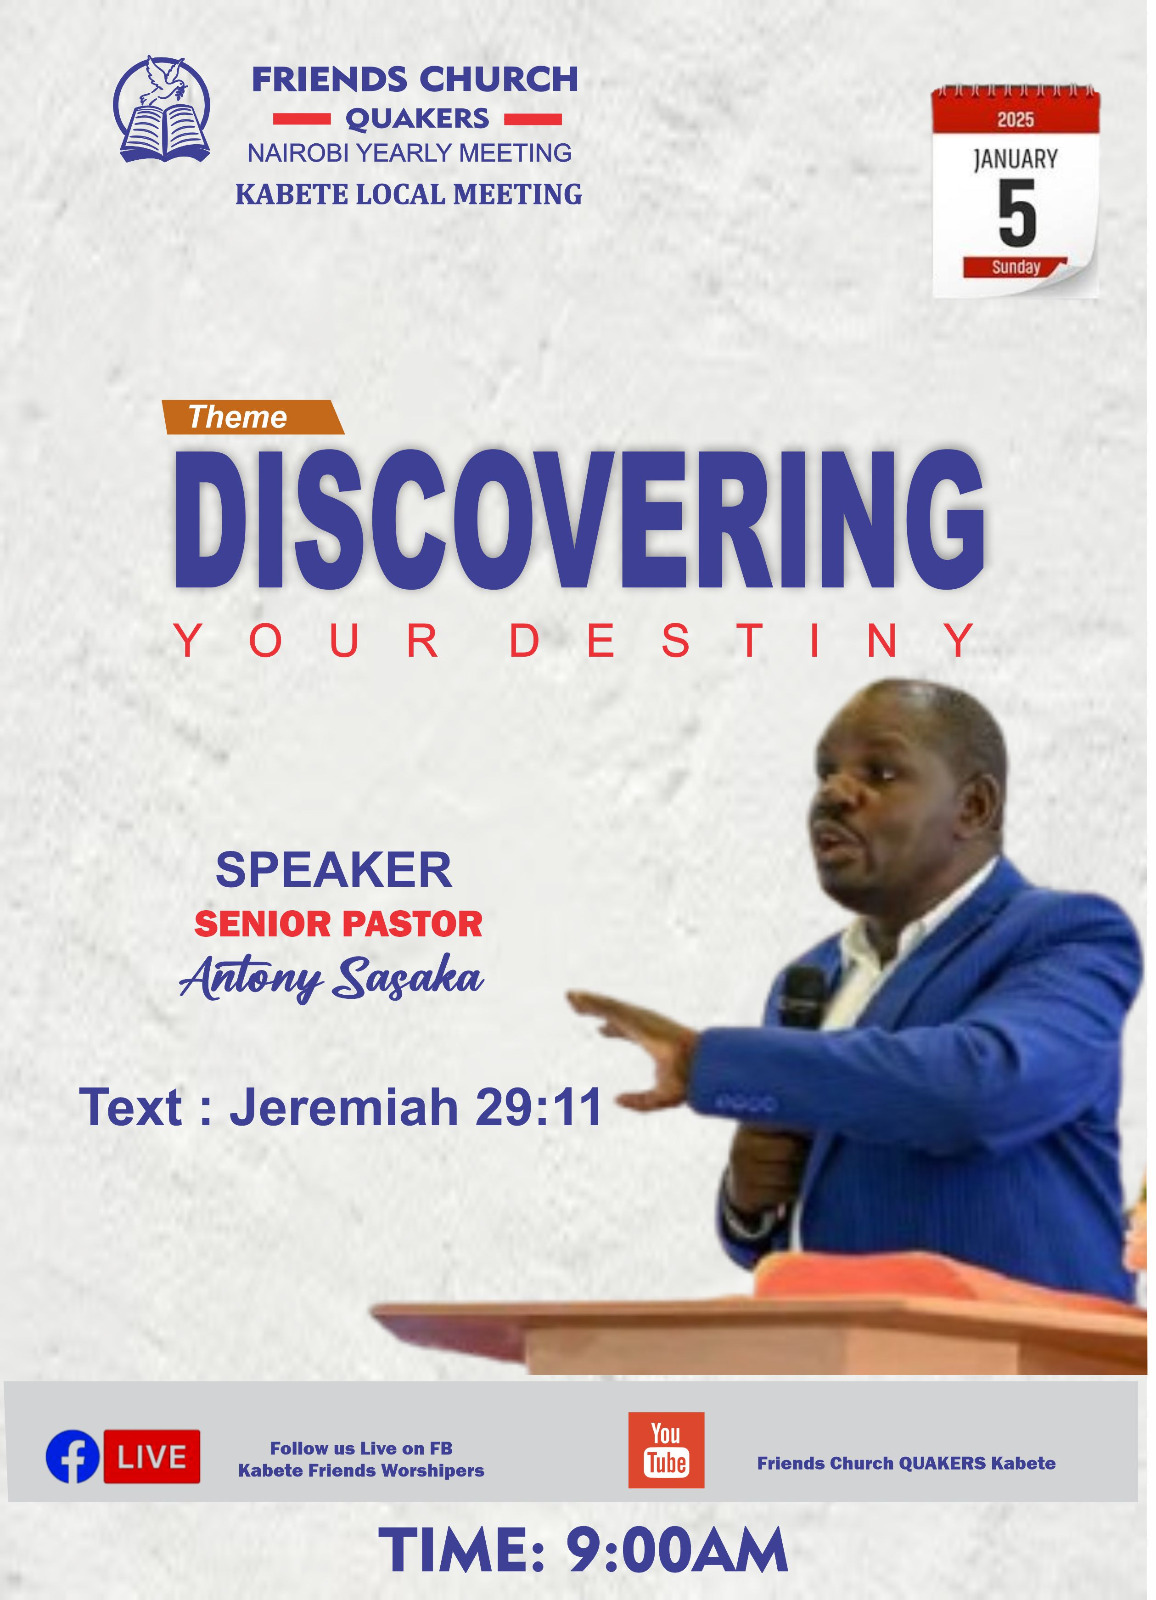 FRIENDS CHURCH
QUAKERS
NAIROBI YEARLY MEETING
KABETE LOCAL MEETING
2025
JANUARY
5
Sunday
Theme
DISCOVERING
YOUR DESTINY
SPEAKER
SENIOR PASTOR
Antony Sasaka
Text : Jeremiah 29:11
LIVE
Follow us Live on FB
Kabete Friends Worshipers
You
Tube
Friends Church QUAKERS Kabete
TIME: 9:00AM